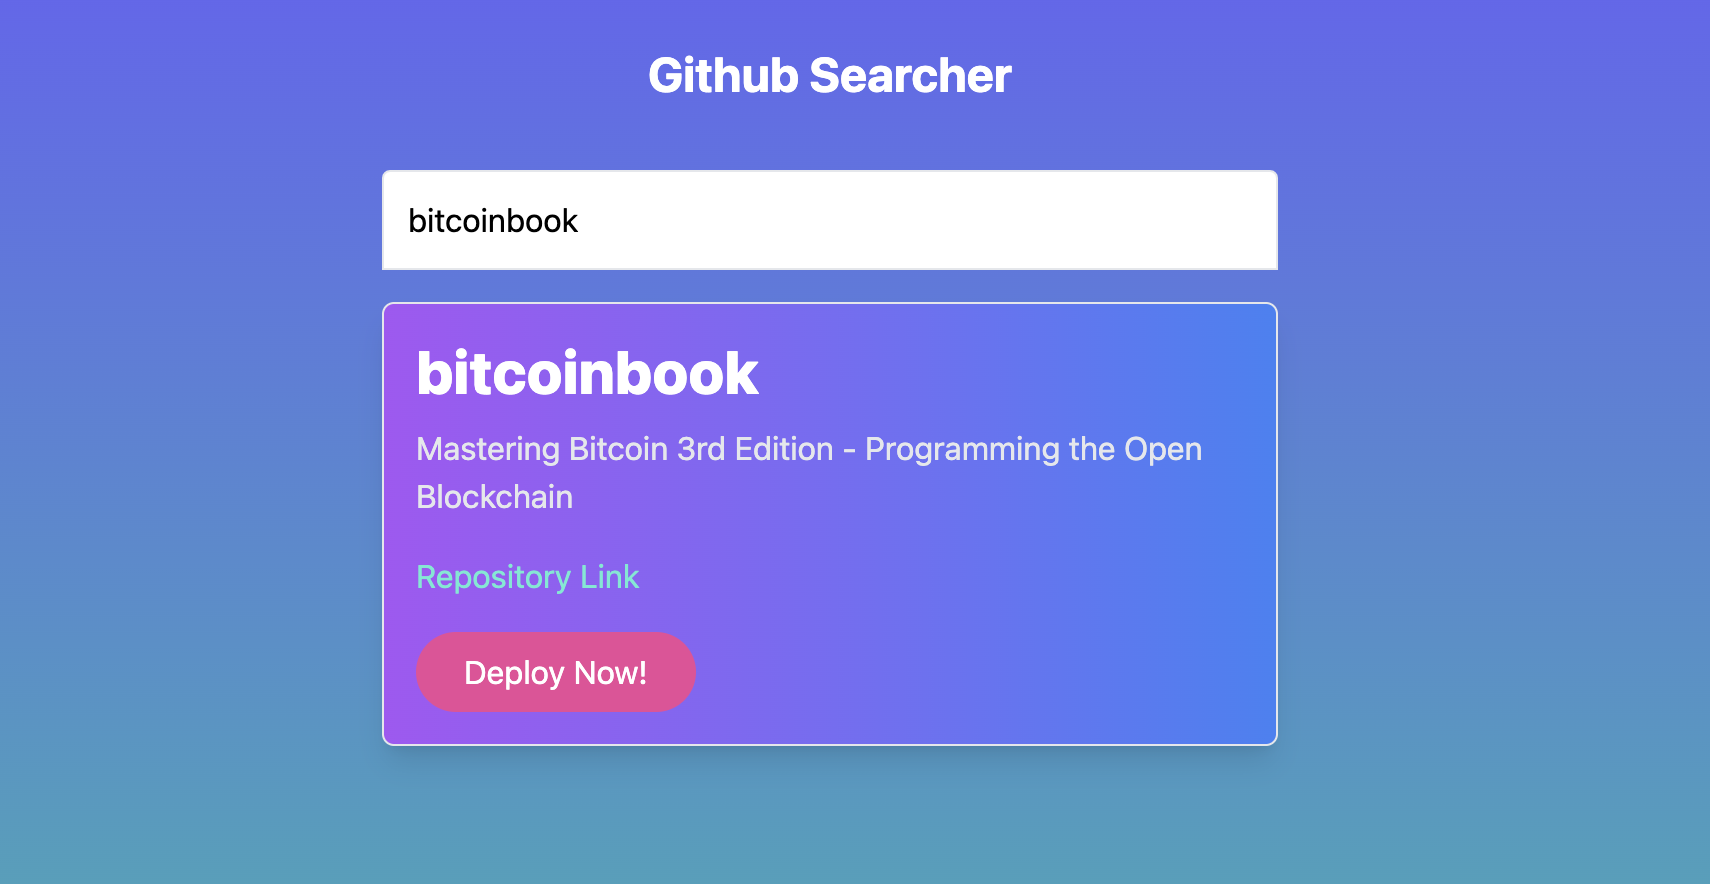 Github Searcher
bitcoinbook
bitcoinbook
Mastering Bitcoin 3rd Edition - Programming the Open
Blockchain
Repository Link
Deploy Now!